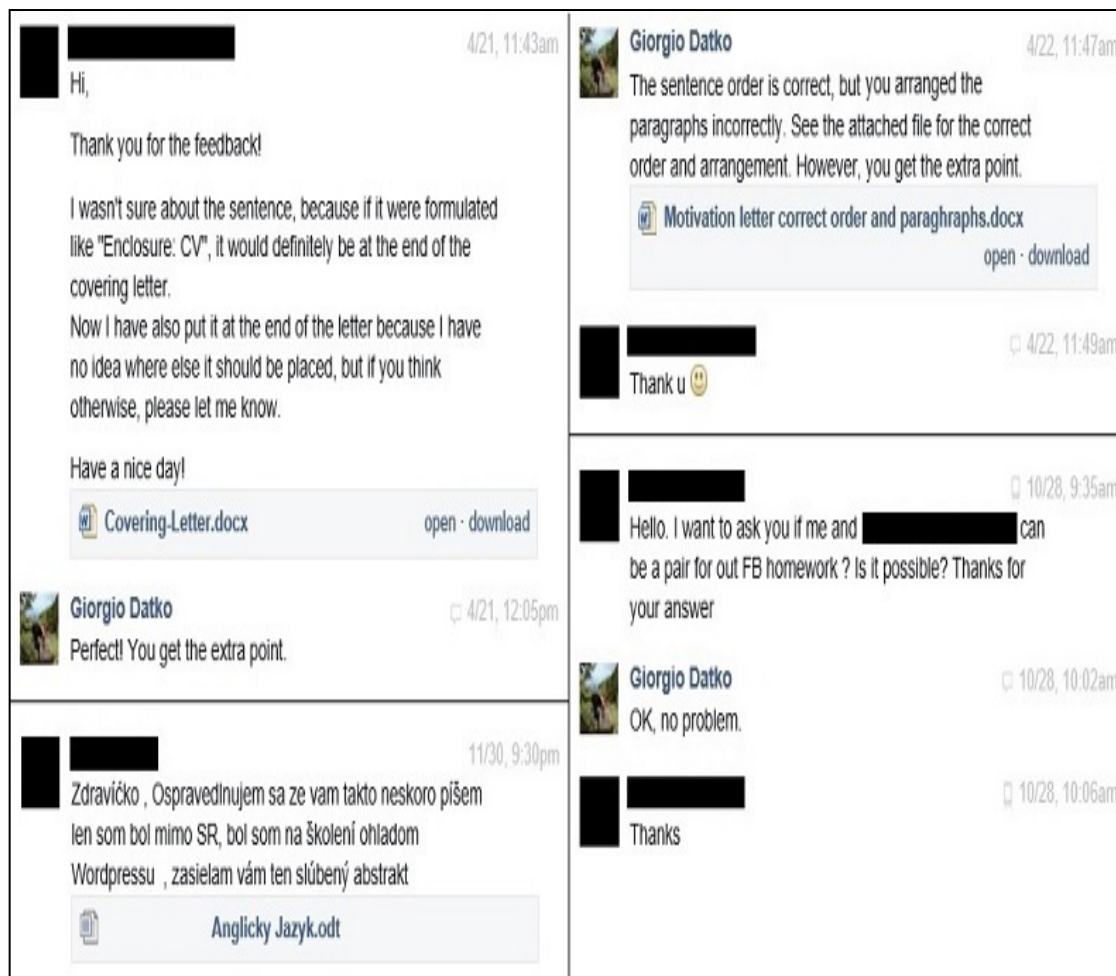 4/21, 11:43am
Hi,
Thank you for the feedback!
I wasn't sure about the sentence, because if it were formulated
like "Enclosure: CV", it would definitely be at the end of the
covering letter.
Now I have also put it at the end of the letter because I have
no idea where else it should be placed, but if you think
otherwise, please let me know.
Have a nice day!
Covering-Letter.docx open · download
Giorgio Datko 4/21, 12:05pm
Perfect! You get the extra point.
11/30, 9:30pm
Zdravíčko , Ospravedlnujem sa ze vam takto neskoro píšem
len som bol mimo SR, bol som na školení ohladom
Wordpressu , zasielam vám ten slúbený abstrakt
Anglicky Jazyk.odt
Giorgio Datko 4/22, 11:47am
The sentence order is correct, but you arranged the
paragraphs incorrectly. See the attached file for the correct
order and arrangement. However, you get the extra point.
Motivation letter correct order and paraghraphs.docx
open · download
4/22, 11:49am
Thank u
10/28, 9:35am
Hello. I want to ask you if me and can
be a pair for out FB homework ? Is it possible? Thanks for
your answer
Giorgio Datko 10/28, 10:02am
OK, no problem.
10/28, 10:06am
Thanks